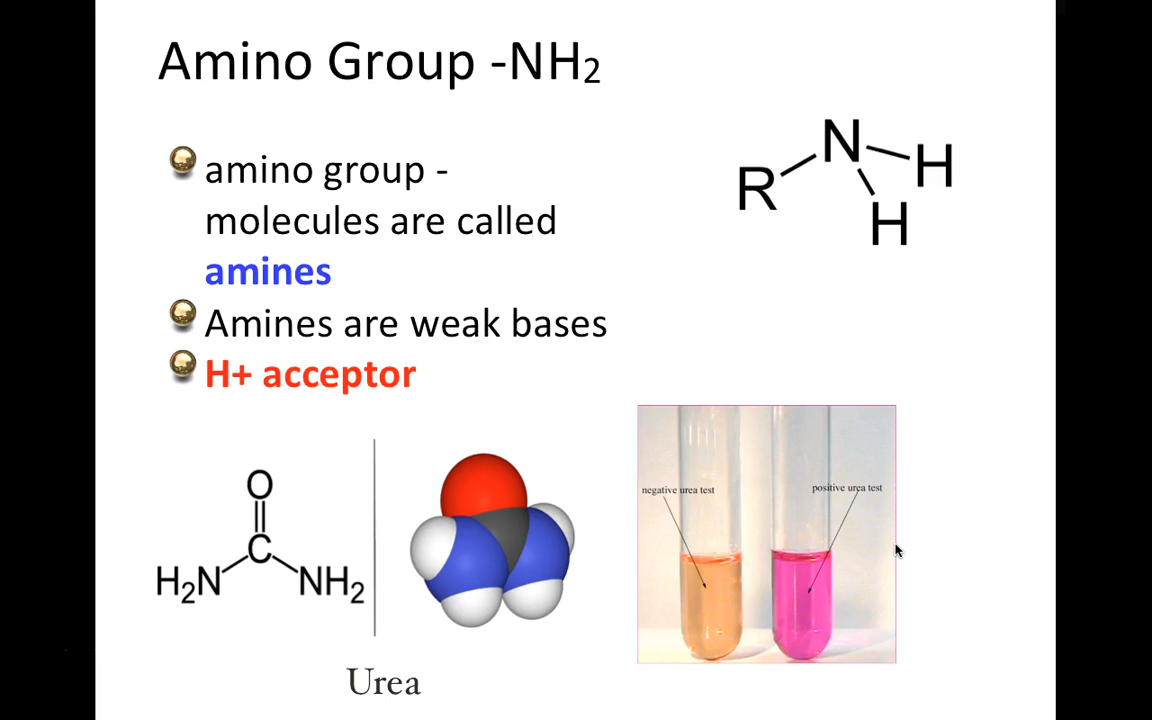 Amino Group -NH₂
amino group -
molecules are called
amines
Amines are weak bases
H+ acceptor
R N H
H
O
C
H₂N NH₂
Urea
negative urea test
positive urea test